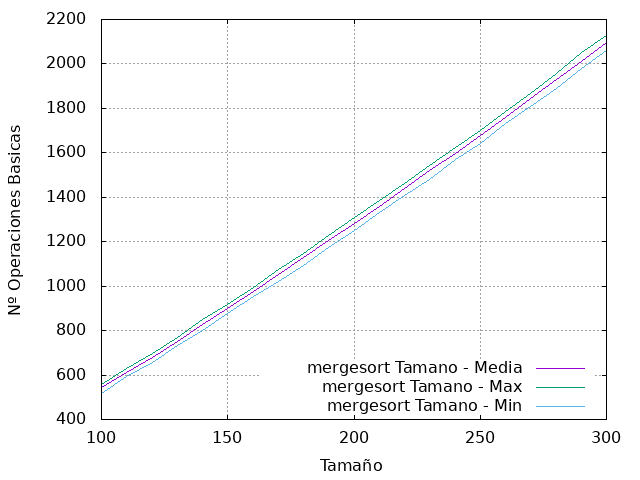 2200
2000
1800
1600
1400
1200
1000
800
600
400
Nº Operaciones Basicas
mergesort Tamano - Media
mergesort Tamano - Max
mergesort Tamano - Min
100 150 200 250 300
Tamaño